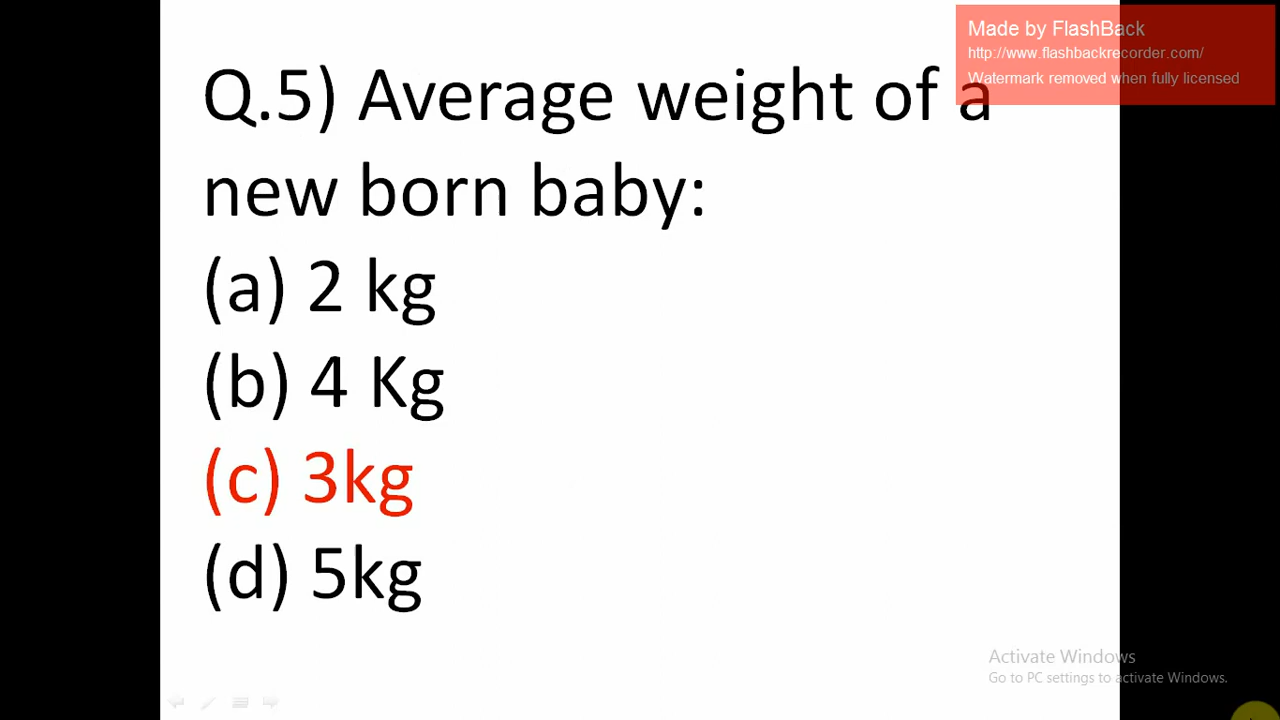 Made by FlashBack
http://www.flashbackrecorder.com/
Watermark removed when fully licensed
Q.5) Average weight of a
new born baby:
(a) 2 kg
(b) 4 Kg
(c) 3kg
(d) 5kg
Activate Windows
Go to PC settings to activate Windows.